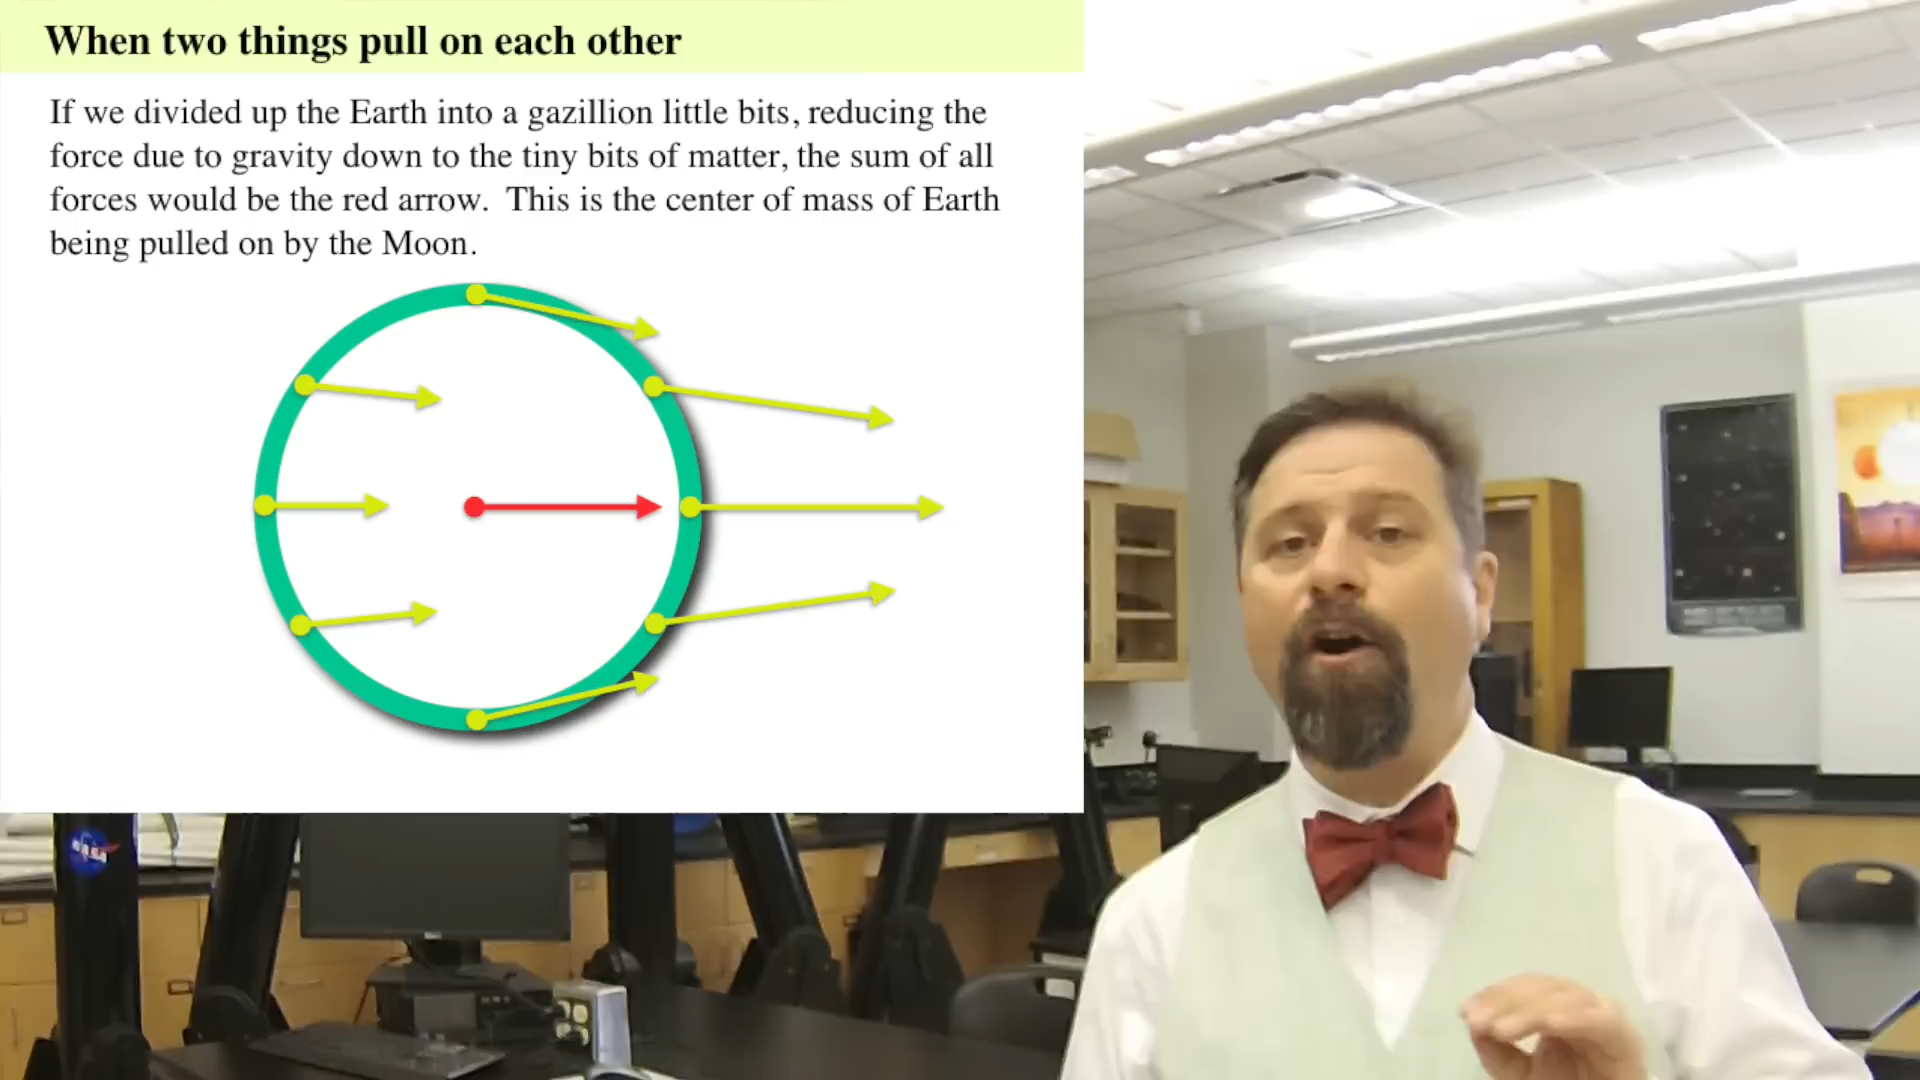 When two things pull on each other
If we divided up the Earth into a gazillion little bits, reducing the
force due to gravity down to the tiny bits of matter, the sum of all
forces would be the red arrow.  This is the center of mass of Earth
being pulled on by the Moon.
NASA